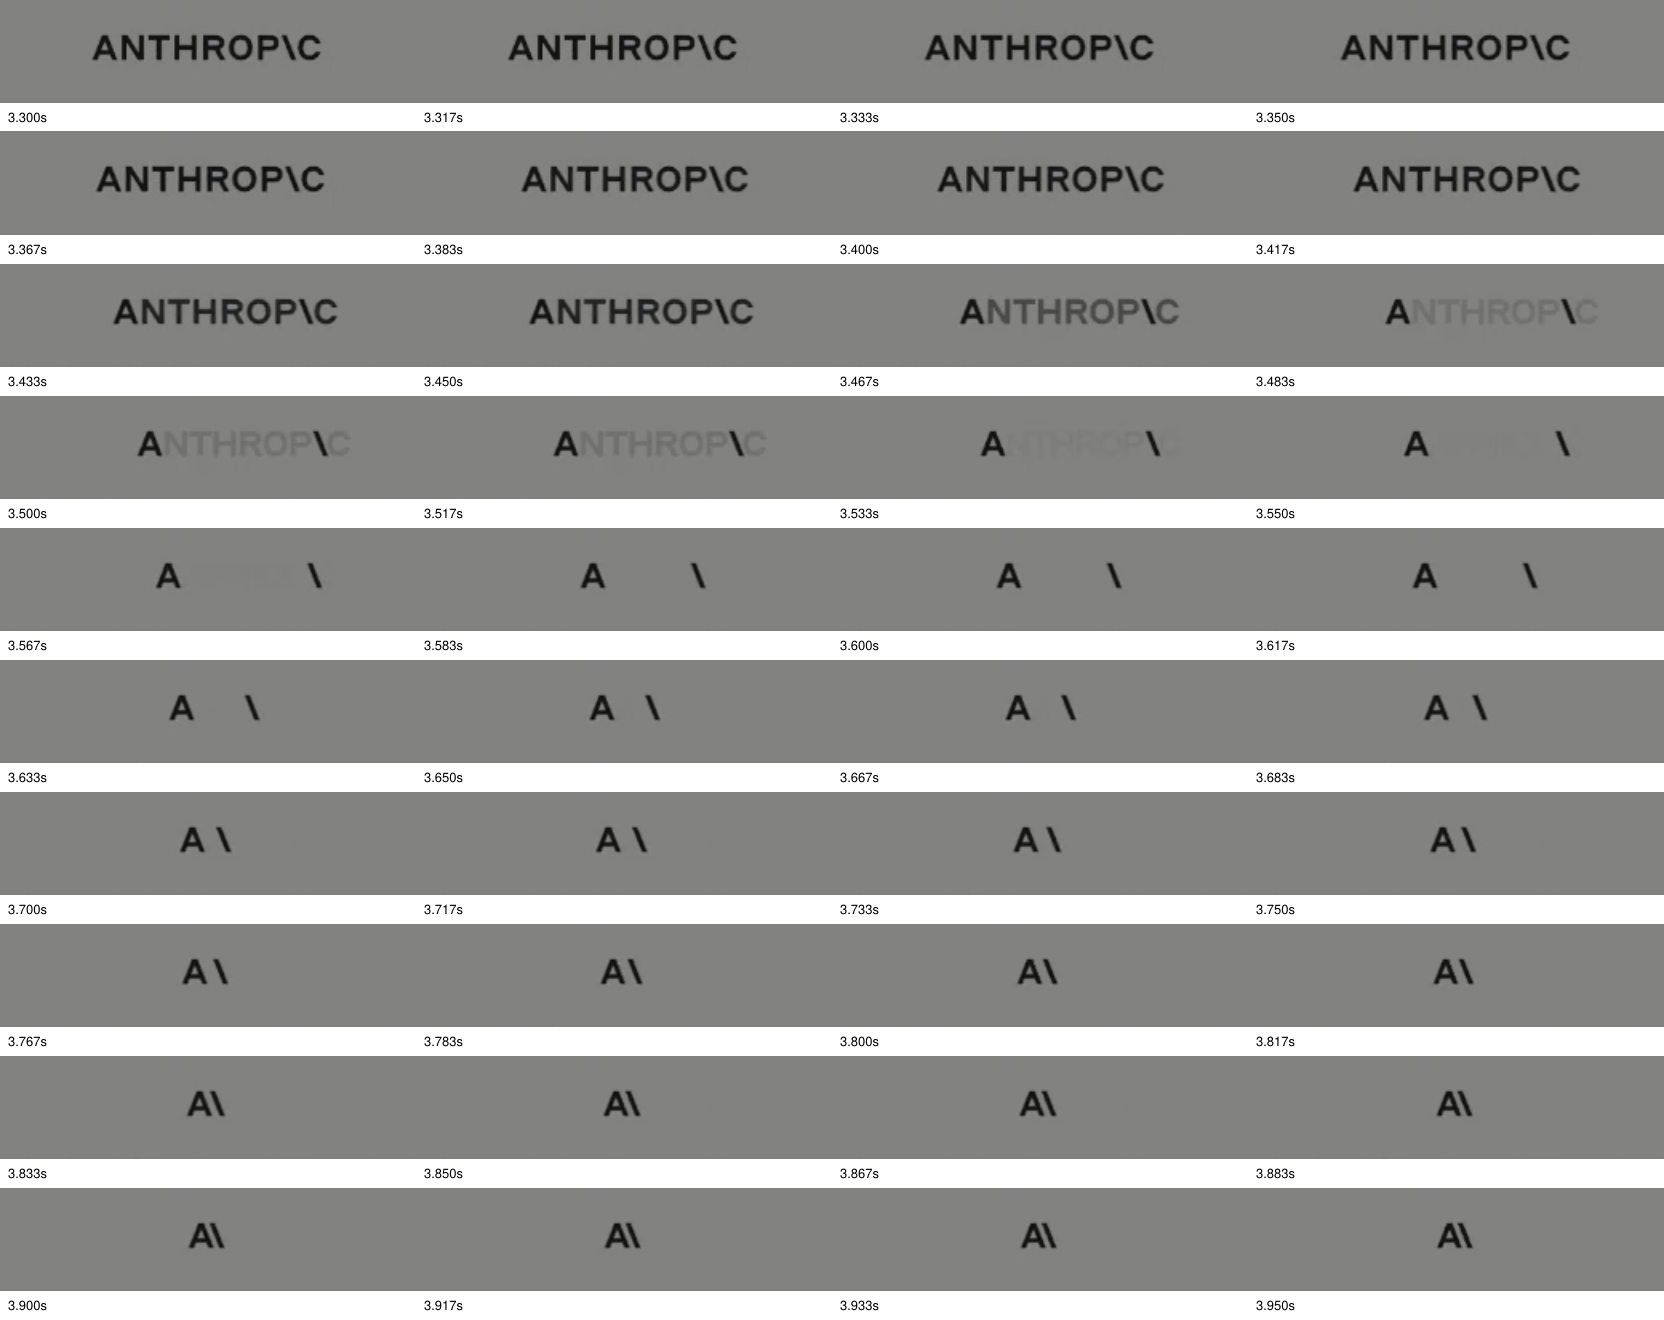 ANTHROP\C ANTHROP\C ANTHROP\C ANTHROP\C
3.300s 3.317s 3.333s 3.350s
ANTHROP\C ANTHROP\C ANTHROP\C ANTHROP\C
3.367s 3.383s 3.400s 3.417s
ANTHROP\C ANTHROP\C ANTHROP\C ANTHROP\C
3.433s 3.450s 3.467s 3.483s
ANTHROP\C ANTHROP\C ANTHROP\C A \
3.500s 3.517s 3.533s 3.550s
A \ A \ A \ A \
3.567s 3.583s 3.600s 3.617s
A \ A \ A \ A \
3.633s 3.650s 3.667s 3.683s
A \ A \ A \ A \
3.700s 3.717s 3.733s 3.750s
A \ A\ A\ A\
3.767s 3.783s 3.800s 3.817s
A\ A\ A\ A\
3.833s 3.850s 3.867s 3.883s
A\ A\ A\ A\
3.900s 3.917s 3.933s 3.950s